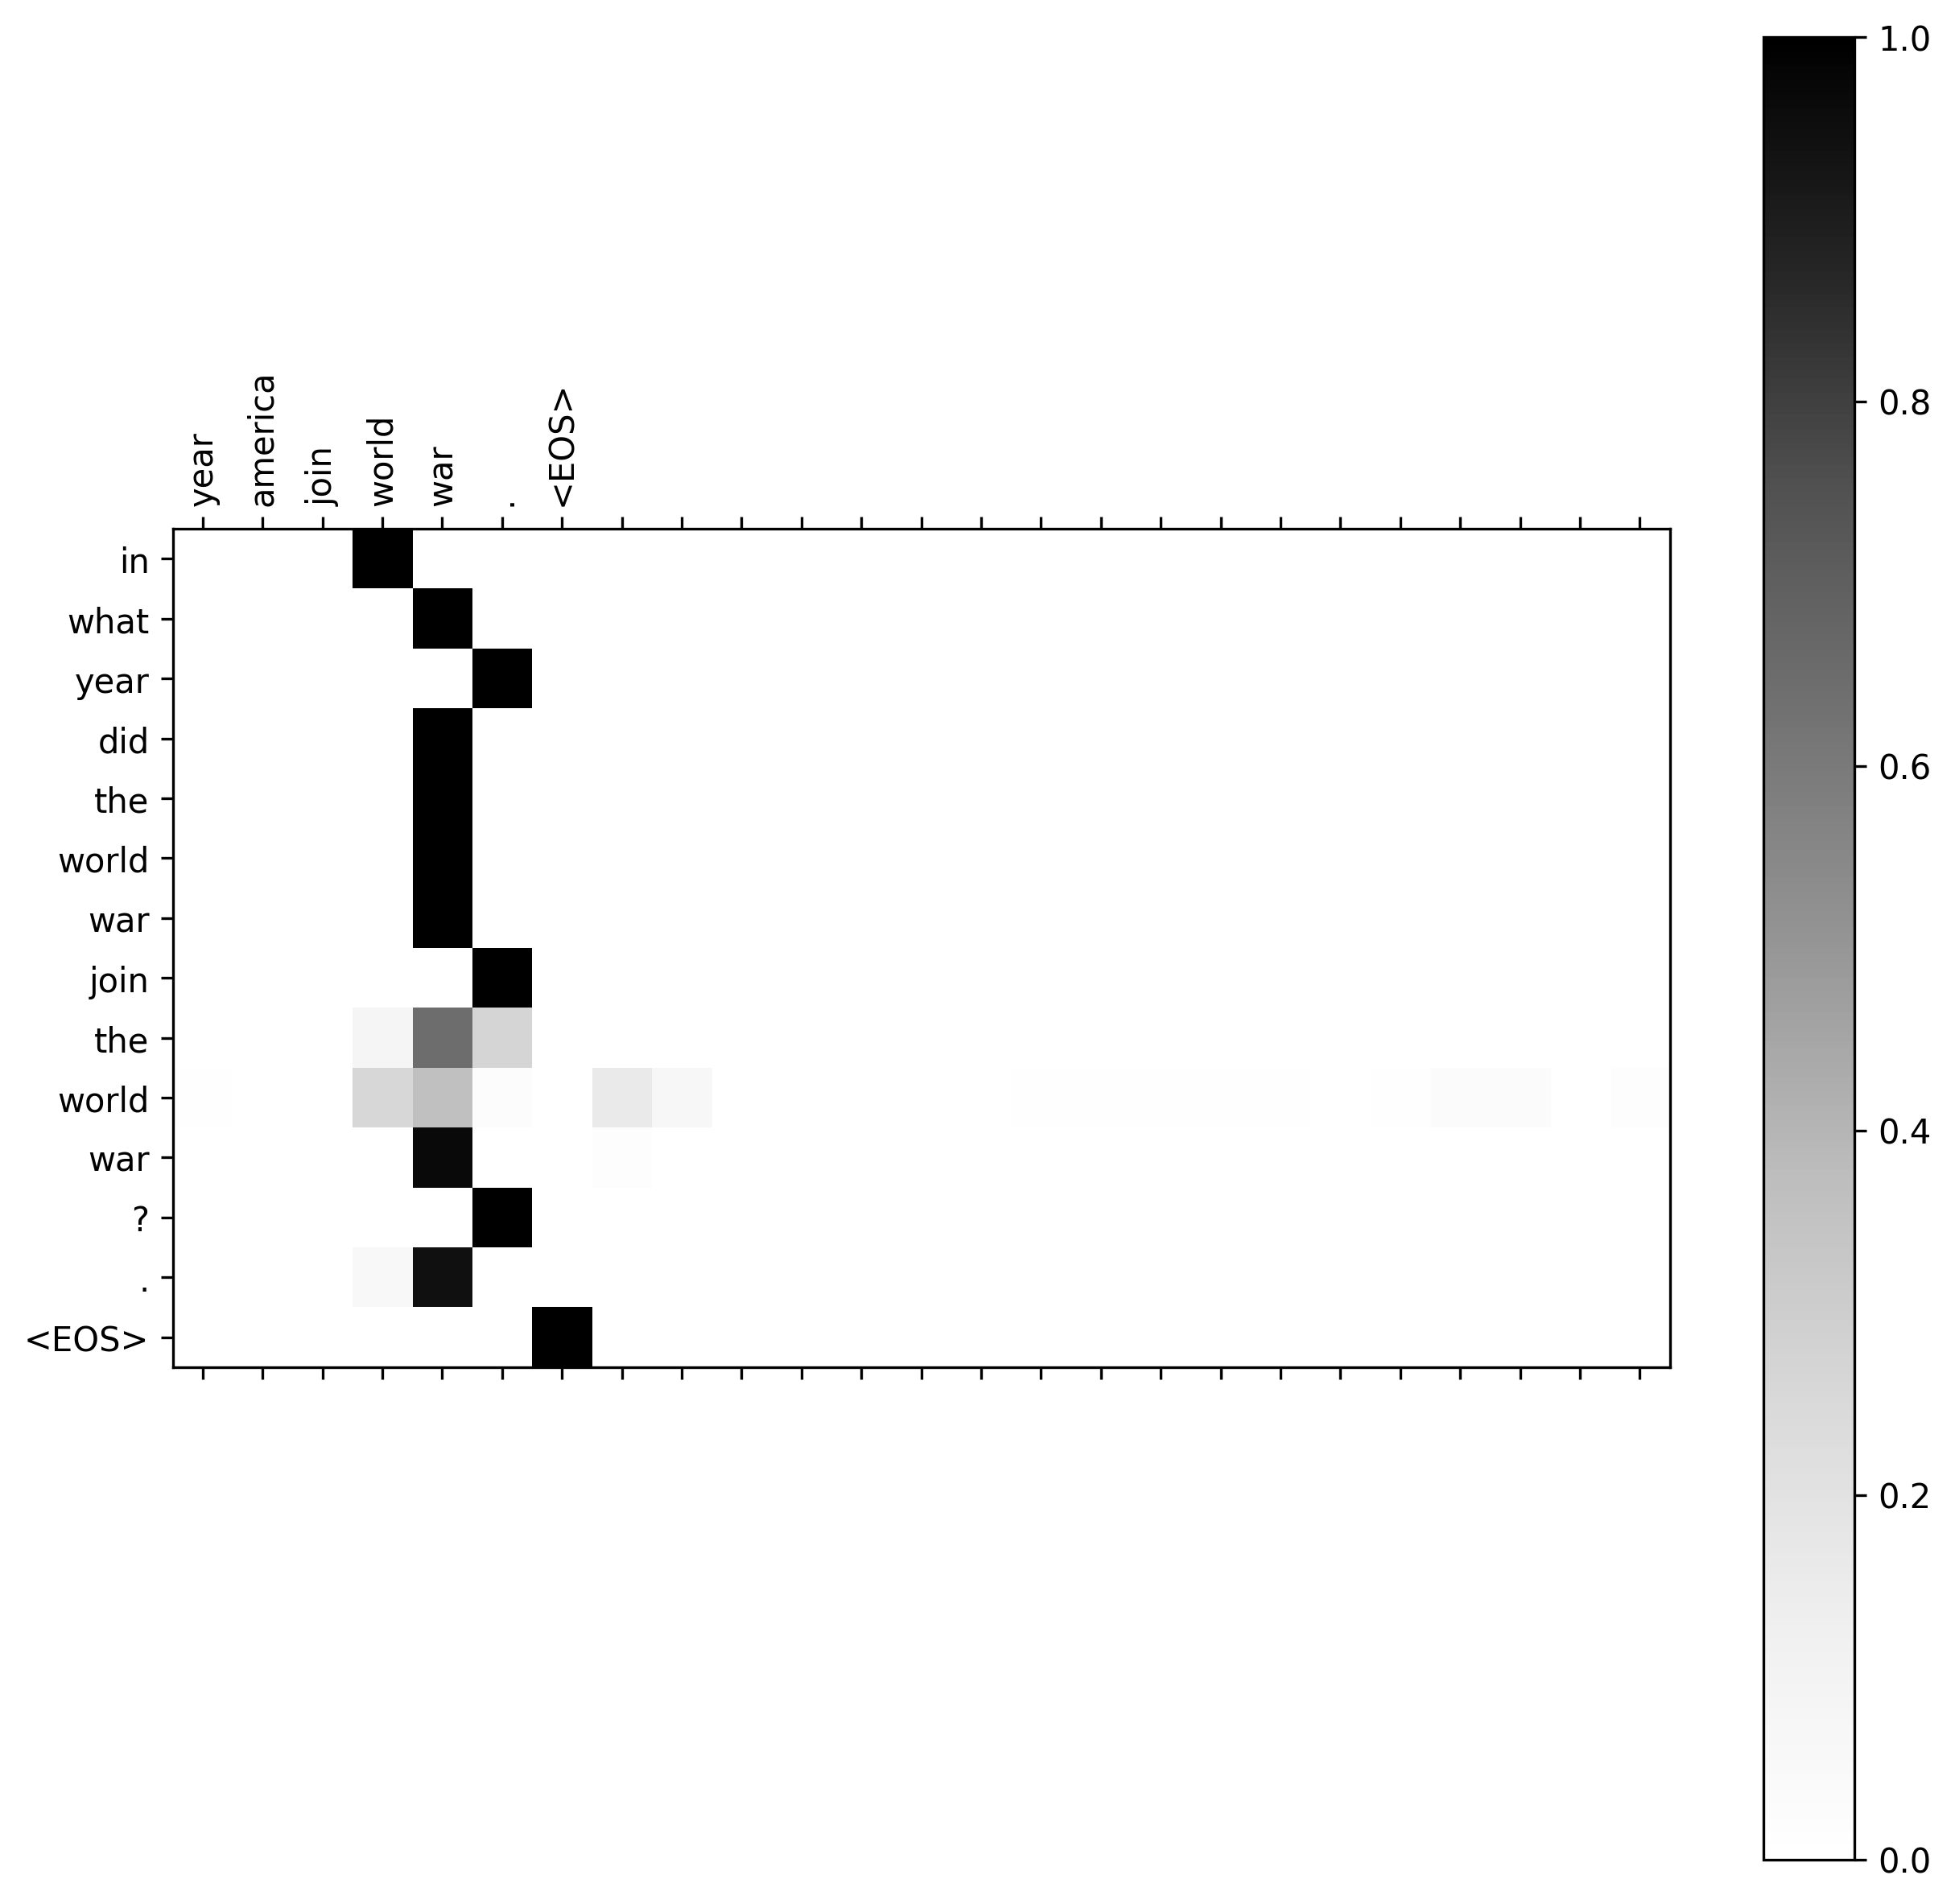 year
america
join
world
war
.
<EOS>
in
what
year
did
the
world
war
join
the
world
war
?
.
<EOS>
1.0
0.8
0.6
0.4
0.2
0.0